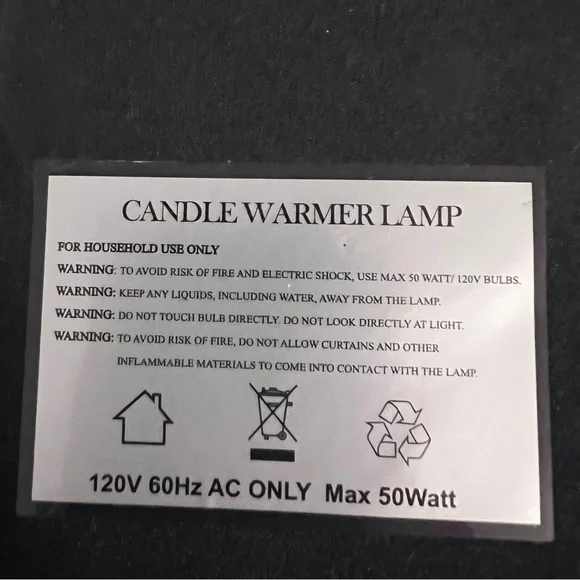 CANDLE WARMER LAMP
FOR HOUSEHOLD USE ONLY
WARNING: TO AVOID RISK OF FIRE AND ELECTRIC SHOCK, USE MAX 50 WATT/ 120V BULBS.
WARNING: KEEP ANY LIQUIDS, INCLUDING WATER, AWAY FROM THE LAMP.
WARNING: DO NOT TOUCH BULB DIRECTLY. DO NOT LOOK DIRECTLY AT LIGHT.
WARNING: TO AVOID RISK OF FIRE, DO NOT ALLOW CURTAINS AND OTHER
INFLAMMABLE MATERIALS TO COME INTO CONTACT WITH THE LAMP.
120V 60Hz AC ONLY Max 50Watt